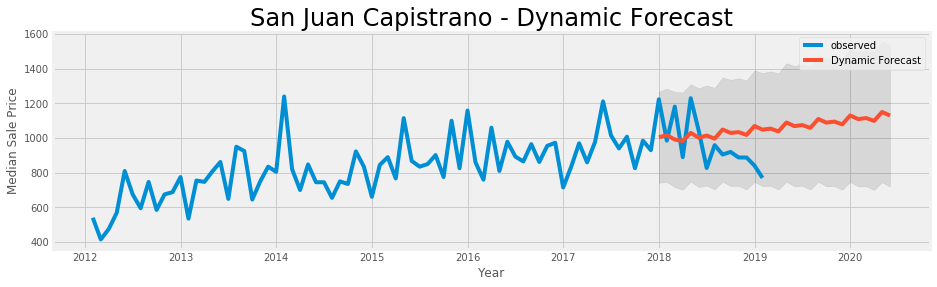 San Juan Capistrano - Dynamic Forecast
observed
Dynamic Forecast
Median Sale Price
1600
1400
1200
1000
800
600
400
2012 2013 2014 2015 2016 2017 2018 2019 2020
Year